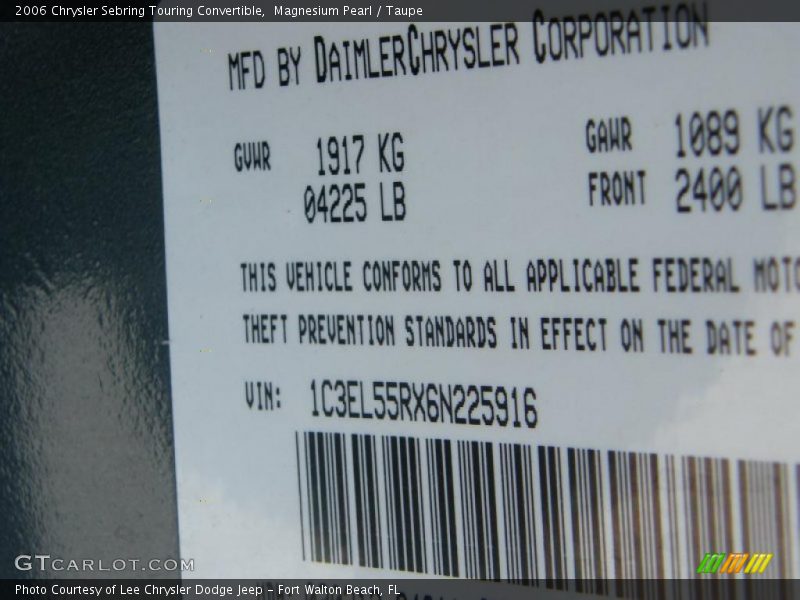 2006 Chrysler Sebring Touring Convertible, Magnesium Pearl / Taupe
MFD BY DAIMLERCHRYSLER CORPORATION
GVWR 1917 KG GAWR 1089 KG
04225 LB FRONT 2400 LB
THIS VEHICLE CONFORMS TO ALL APPLICABLE FEDERAL MOTO
THEFT PREVENTION STANDARDS IN EFFECT ON THE DATE OF
VIN: 1C3EL55RX6N225916
GTCARLOT.COM
Photo Courtesy of Lee Chrysler Dodge Jeep – Fort Walton Beach, FL